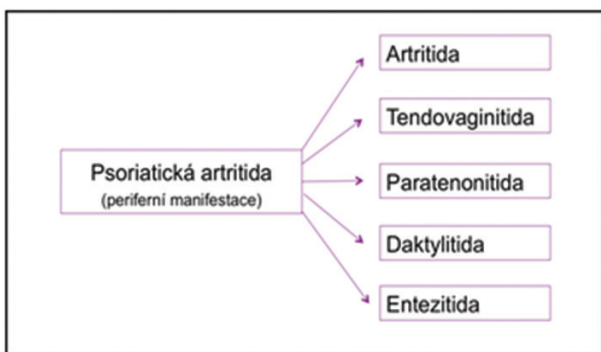 Psoriatická artritida
(periferní manifestace)
Artritida
Tendovaginitida
Paratenonitida
Daktylitida
Entezitida